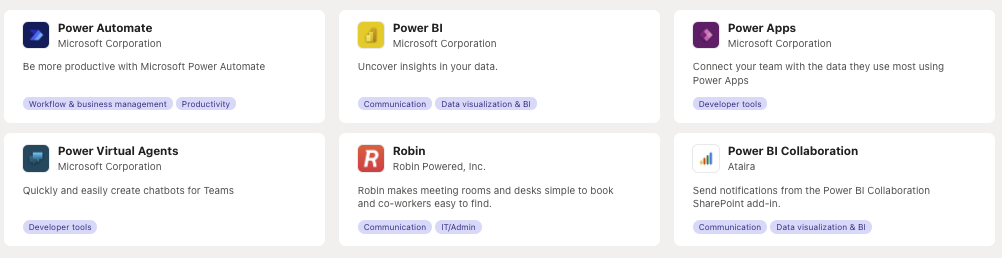 Power Automate
Microsoft Corporation
Be more productive with Microsoft Power Automate
Workflow & business management
Productivity
Power BI
Microsoft Corporation
Uncover insights in your data.
Communication
Data visualization & BI
Power Apps
Microsoft Corporation
Connect your team with the data they use most using
Power Apps
Developer tools
Power Virtual Agents
Microsoft Corporation
Quickly and easily create chatbots for Teams
Developer tools
R
Robin
Robin Powered, Inc.
Robin makes meeting rooms and desks simple to book
and co-workers easy to find.
Communication
IT/Admin
Power BI Collaboration
Ataira
Send notifications from the Power BI Collaboration
SharePoint add-in.
Communication
Data visualization & BI